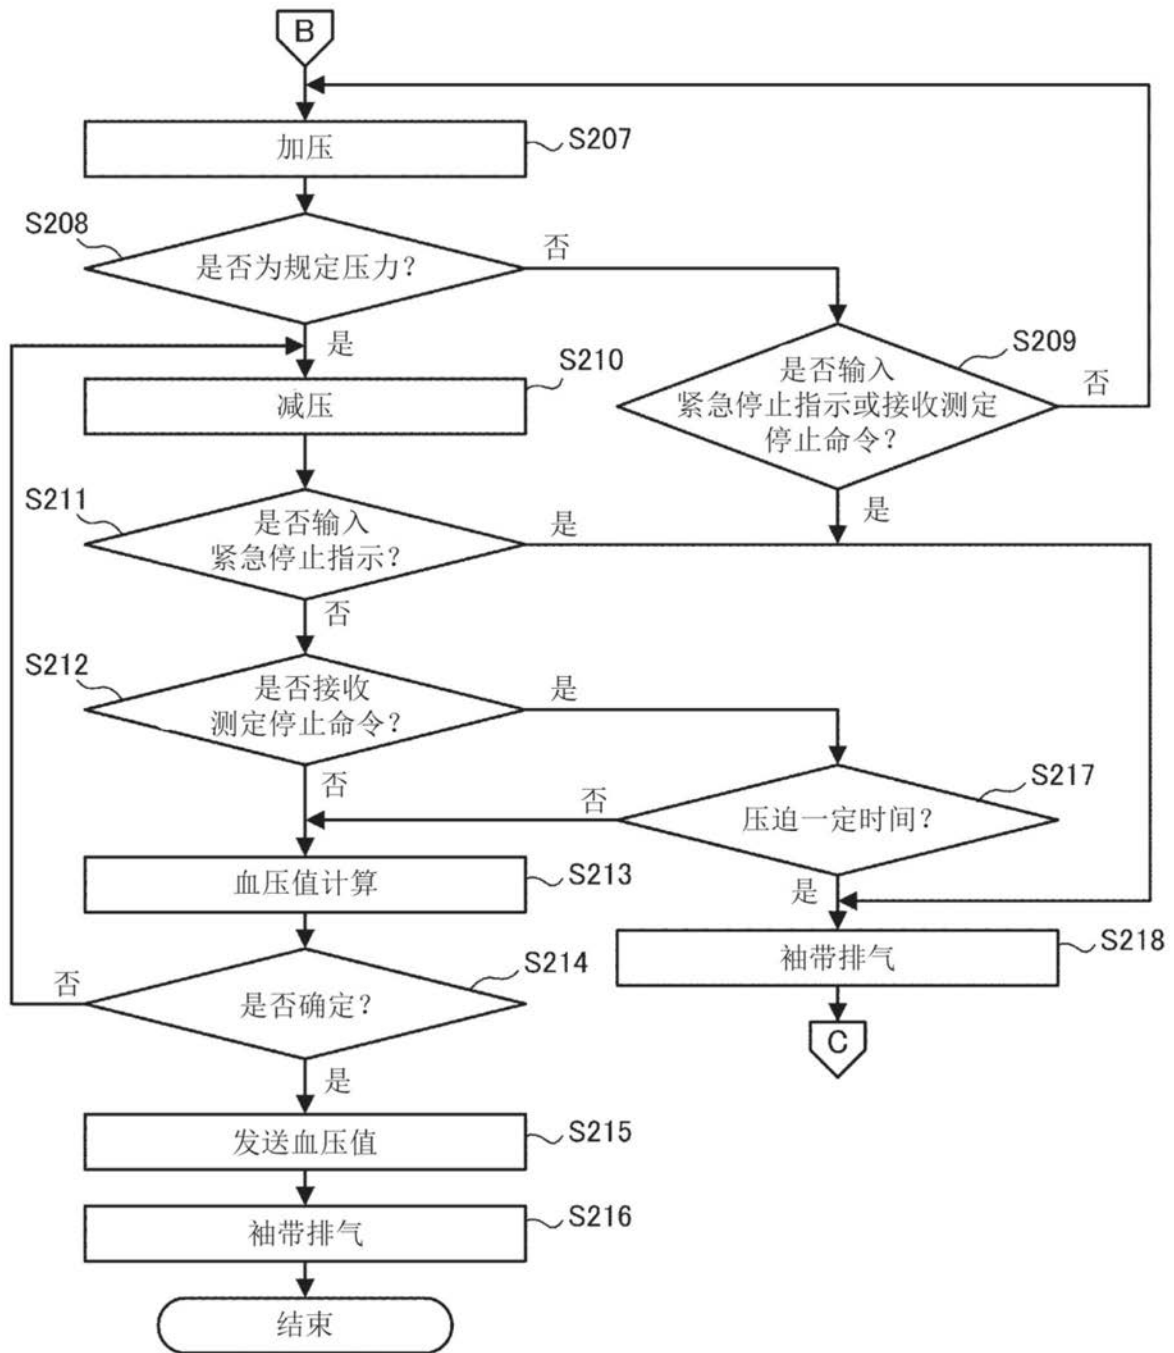 B
加压
S207
S208
是否为规定压力?
否
是
S209
是否输入
紧急停止指示或接收测定
停止命令?
否
是
S210
减压
S211
是否输入
紧急停止指示?
是
否
S212
是否接收
测定停止命令?
是
否
S217
压迫一定时间?
否
是
血压值计算
S213
S214
是否确定?
否
是
袖带排气
S218
C
发送血压值
S215
袖带排气
S216
结束